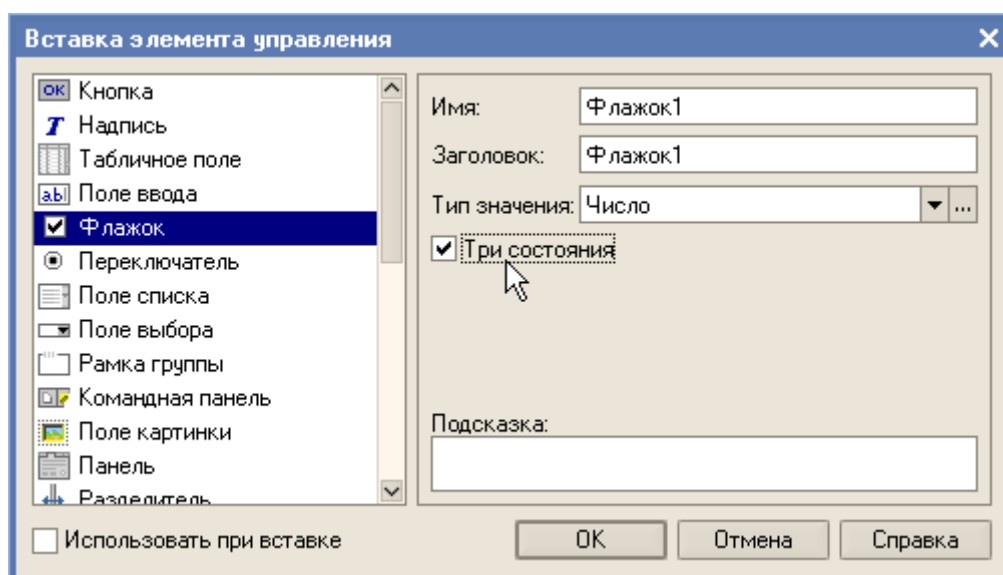 Вставка элемента управления
OK Кнопка
T Надпись
Табличное поле
ab Поле ввода
Флажок
Переключатель
Поле списка
Поле выбора
Рамка группы
Командная панель
Поле картинки
Панель
Разделитель
Имя: Флажок1
Заголовок: Флажок1
Тип значения: Число ...
Три состояния
Подсказка:
Использовать при вставке
OK Отмена Справка